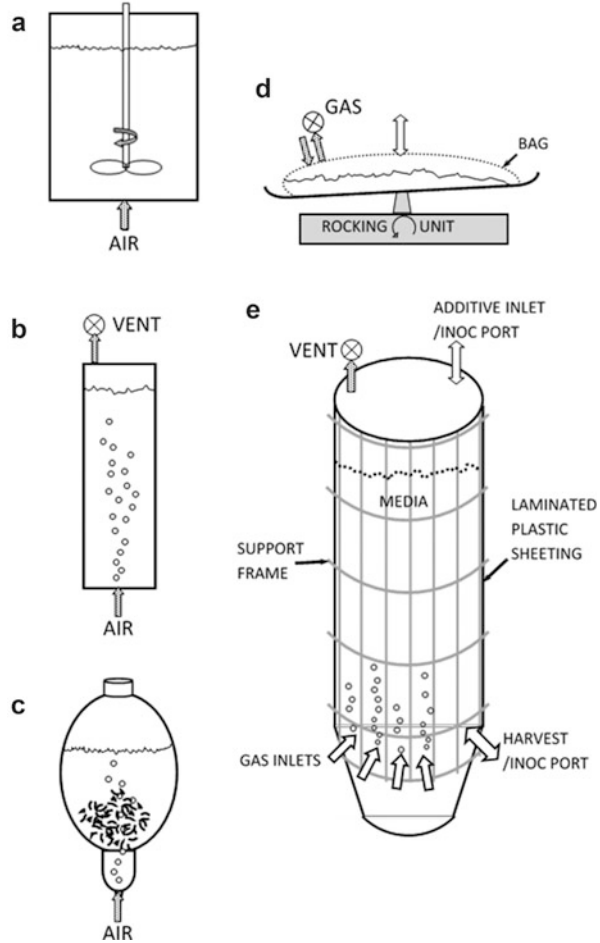 a
AIR
b
VENT
AIR
c
AIR
d
GAS
BAG
ROCKING UNIT
e
ADDITIVE INLET
/INOC PORT
VENT
MEDIA
SUPPORT
FRAME
LAMINATED
PLASTIC
SHEETING
GAS INLETS
HARVEST
/INOC PORT